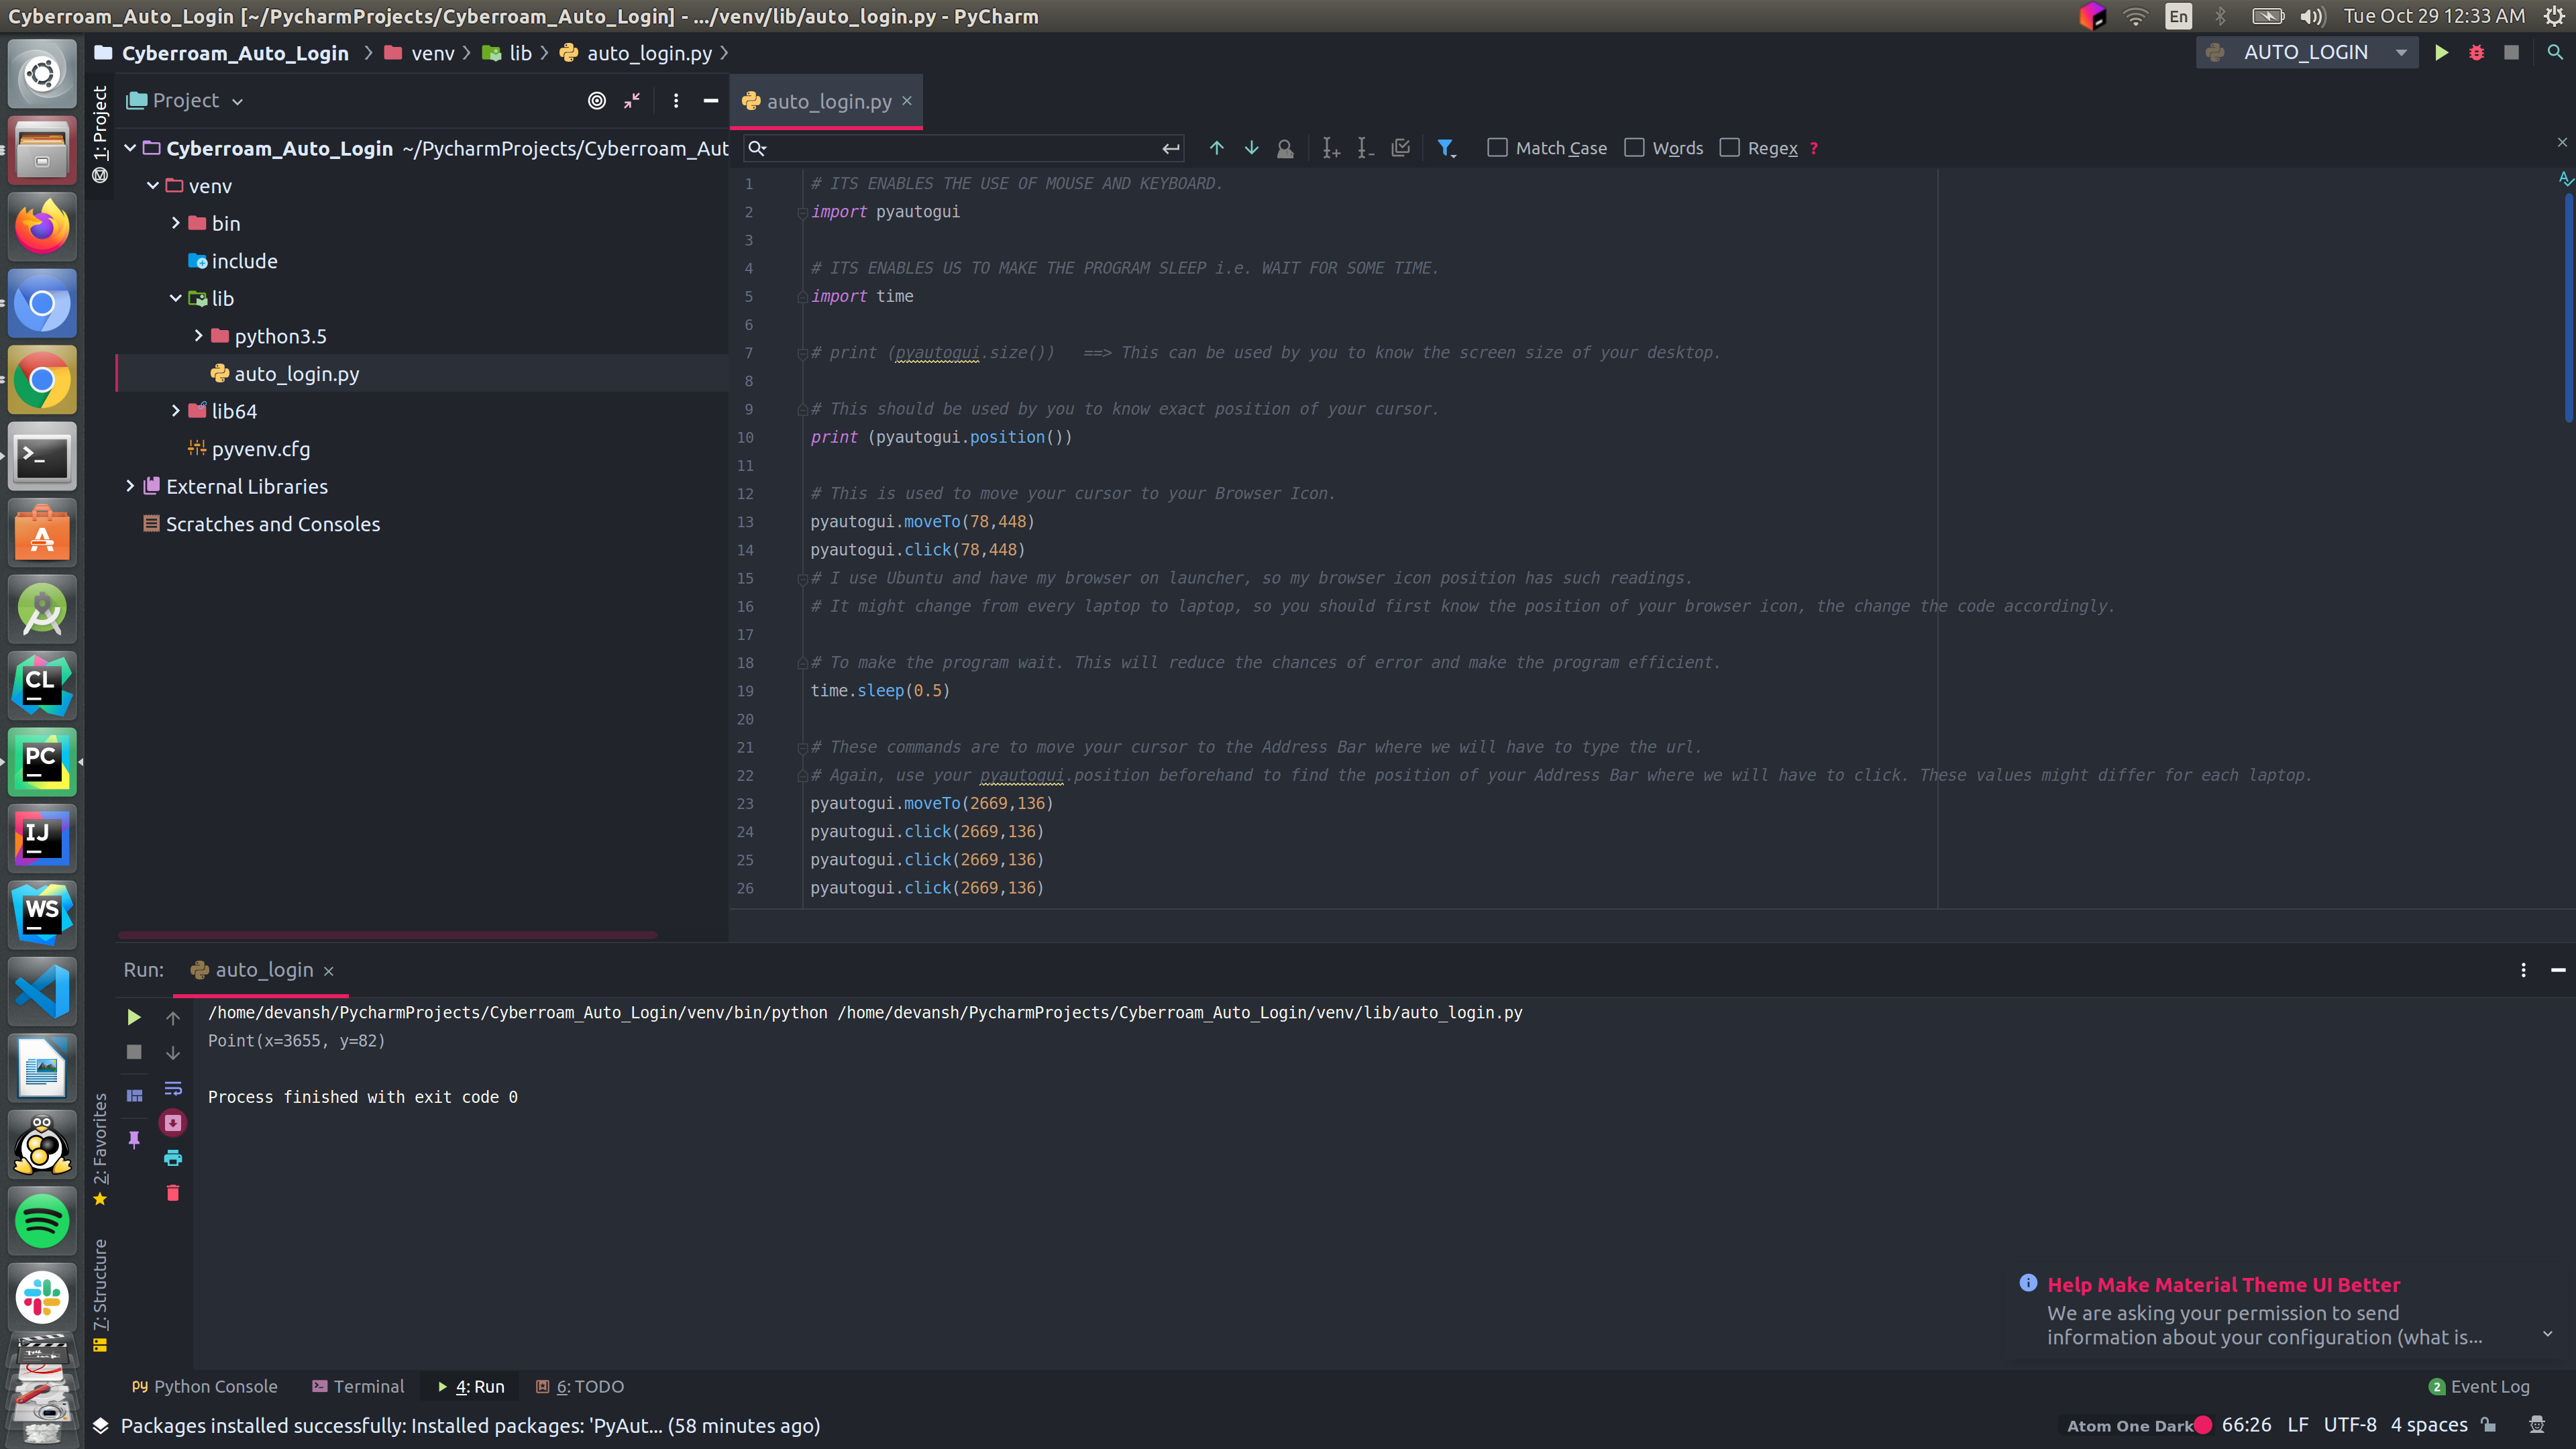 Cyberroam_Auto_Login [~/PycharmProjects/Cyberroam_Auto_Login] - .../venv/lib/auto_login.py - PyCharm
En
Tue Oct 29 12:33 AM
Cyberroam_Auto_Login
venv
lib
auto_login.py
AUTO_LOGIN
1: Project
Project
auto_login.py
Cyberroam_Auto_Login ~/PycharmProjects/Cyberroam_Aut
venv
bin
include
lib
python3.5
auto_login.py
lib64
pyvenv.cfg
External Libraries
Scratches and Consoles
Match Case
Words
Regex
?
1 # ITS ENABLES THE USE OF MOUSE AND KEYBOARD.
2 import pyautogui
3
4 # ITS ENABLES US TO MAKE THE PROGRAM SLEEP i.e. WAIT FOR SOME TIME.
5 import time
6
7 # print (pyautogui.size())   ==> This can be used by you to know the screen size of your desktop.
8
9 # This should be used by you to know exact position of your cursor.
10 print (pyautogui.position())
11
12 # This is used to move your cursor to your Browser Icon.
13 pyautogui.moveTo(78,448)
14 pyautogui.click(78,448)
15 # I use Ubuntu and have my browser on launcher, so my browser icon position has such readings.
16 # It might change from every laptop to laptop, so you should first know the position of your browser icon, the change the code accordingly.
17
18 # To make the program wait. This will reduce the chances of error and make the program efficient.
19 time.sleep(0.5)
20
21 # These commands are to move your cursor to the Address Bar where we will have to type the url.
22 # Again, use your pyautogui.position beforehand to find the position of your Address Bar where we will have to click. These values might differ for each laptop.
23 pyautogui.moveTo(2669,136)
24 pyautogui.click(2669,136)
25 pyautogui.click(2669,136)
26 pyautogui.click(2669,136)
CL
PC
IJ
WS
Run:
auto_login
/home/devansh/PycharmProjects/Cyberroam_Auto_Login/venv/bin/python /home/devansh/PycharmProjects/Cyberroam_Auto_Login/venv/lib/auto_login.py
Point(x=3655, y=82)
Process finished with exit code 0
2: Favorites
7: Structure
Help Make Material Theme UI Better
We are asking your permission to send
information about your configuration (what is...
Python Console
Terminal
4: Run
6: TODO
2 Event Log
Packages installed successfully: Installed packages: 'PyAut... (58 minutes ago)
Atom One Dark
66:26
LF
UTF-8
4 spaces